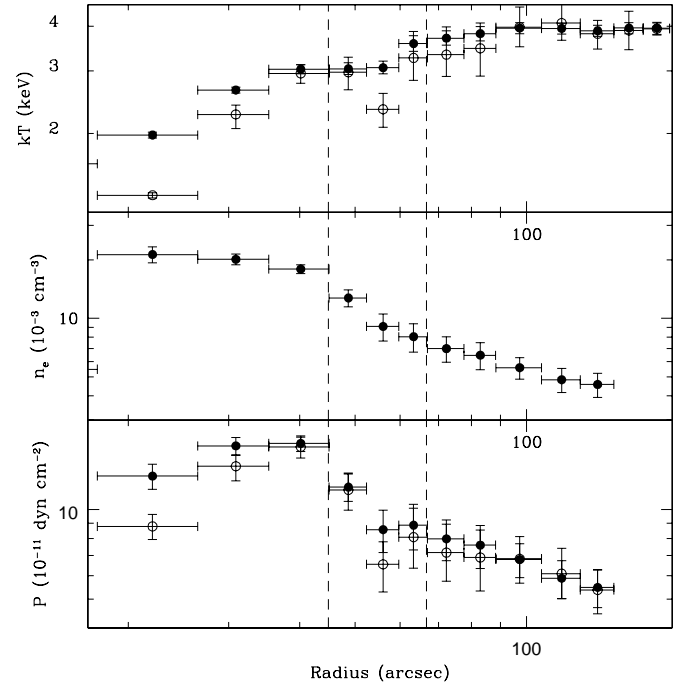 4
3
2
kT (keV)
100
10
nₑ (10⁻³ cm⁻³)
100
10
P (10⁻¹¹ dyn cm⁻²)
100
Radius (arcsec)